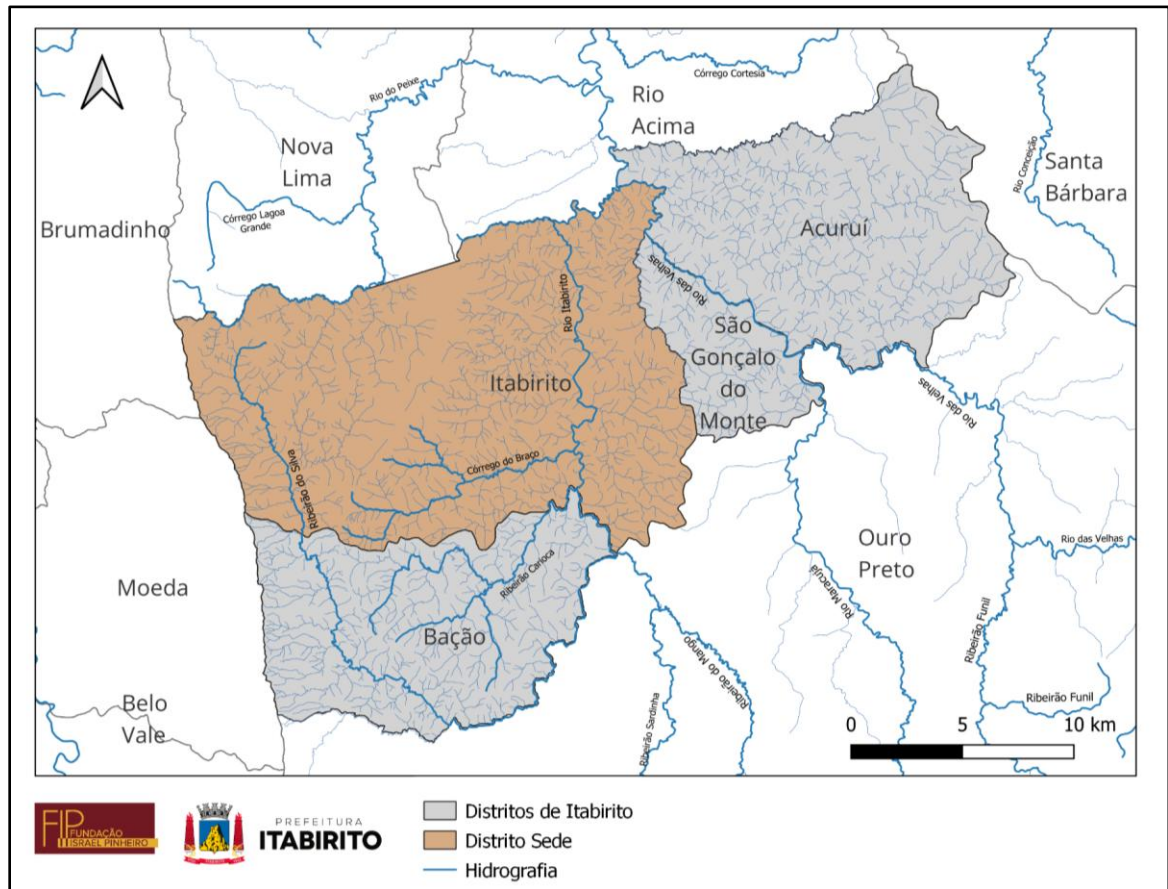 Rio do Peixe
Córrego Cortesia
Rio
Acima
Nova
Lima
Rio Conceição
Santa
Bárbara
Córrego Lagoa
Grande
Brumadinho
Acuruí
Rio das Velhas
Rio Itabirito
São
Gonçalo
do
Monte
Itabirito
Rio das Velhas
Córrego do Braço
Ribeirão do Silva
Ouro
Preto
Rio das Velhas
Ribeirão Carioca
Rio Maracujá
Moeda
Bação
Ribeirão Funil
Ribeirão do Mango
Ribeirão Sardinha
Ribeirão Funil
Belo
Vale
0 5 10 km
FIP
FUNDAÇÃO
ISRAEL PINHEIRO
PREFEITURA
ITABIRITO
Distritos de Itabirito
Distrito Sede
Hidrografia